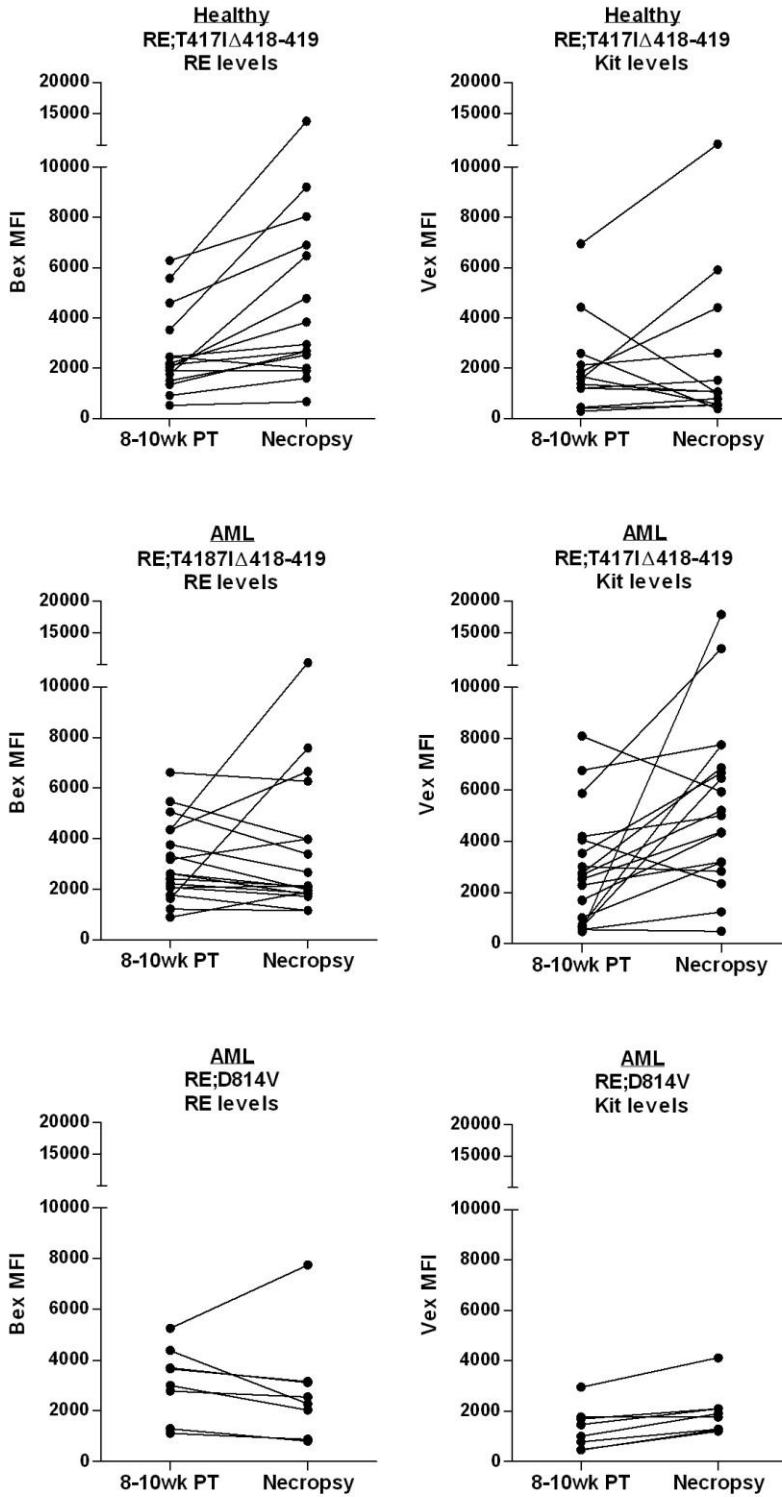 Healthy
RE;T417IΔ418-419
RE levels
20000
15000
10000
8000
6000
4000
2000
0
Bex MFI
8-10wk PT
Necropsy
Healthy
RE;T417IΔ418-419
Kit levels
20000
15000
10000
8000
6000
4000
2000
0
Vex MFI
8-10wk PT
Necropsy
AML
RE;T4187IΔ418-419
RE levels
20000
15000
10000
8000
6000
4000
2000
0
Bex MFI
8-10wk PT
Necropsy
AML
RE;T417IΔ418-419
Kit levels
20000
15000
10000
8000
6000
4000
2000
0
Vex MFI
8-10wk PT
Necropsy
AML
RE;D814V
RE levels
20000
15000
10000
8000
6000
4000
2000
0
Bex MFI
8-10wk PT
Necropsy
AML
RE;D814V
Kit levels
20000
15000
10000
8000
6000
4000
2000
0
Vex MFI
8-10wk PT
Necropsy